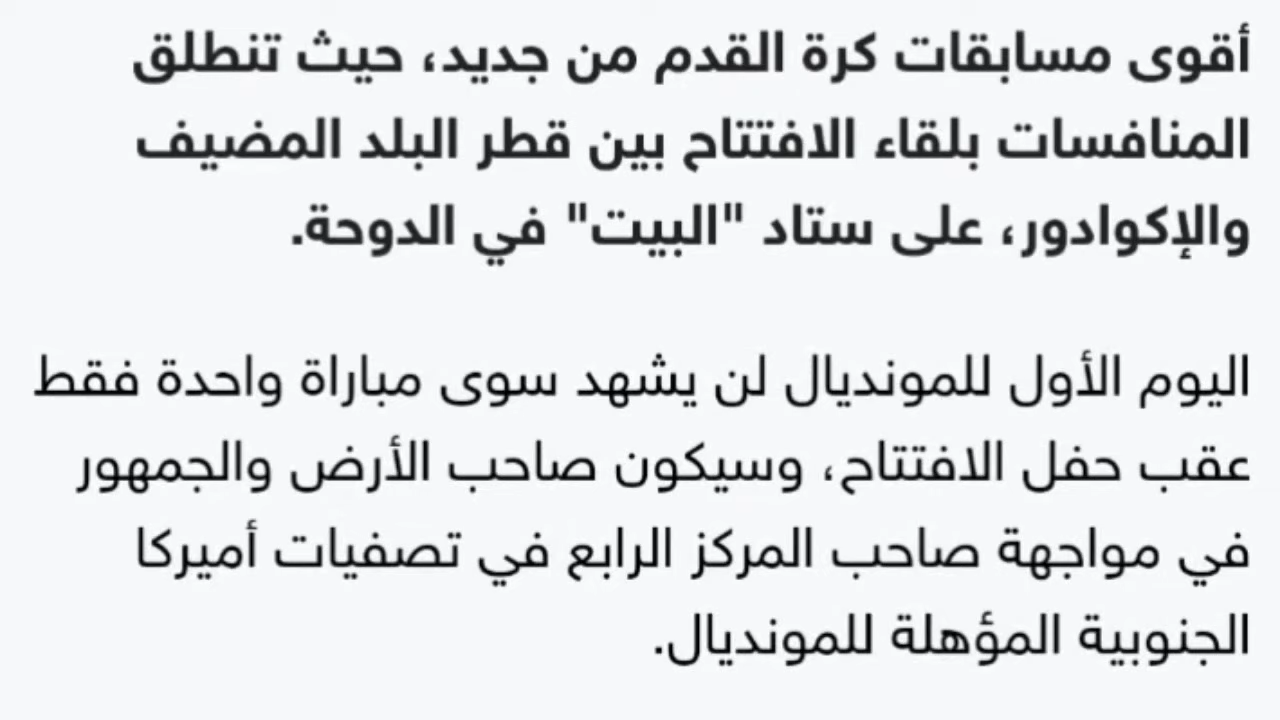 أقوى مسابقات كرة القدم من جديد، حيث تنطلق
المنافسات بلقاء الافتتاح بين قطر البلد المضيف
والإكوادور، على ستاد "البيت" في الدوحة.
اليوم الأول للمونديال لن يشهد سوى مباراة واحدة فقط
عقب حفل الافتتاح، وسيكون صاحب الأرض والجمهور
في مواجهة صاحب المركز الرابع في تصفيات أميركا
الجنوبية المؤهلة للمونديال.